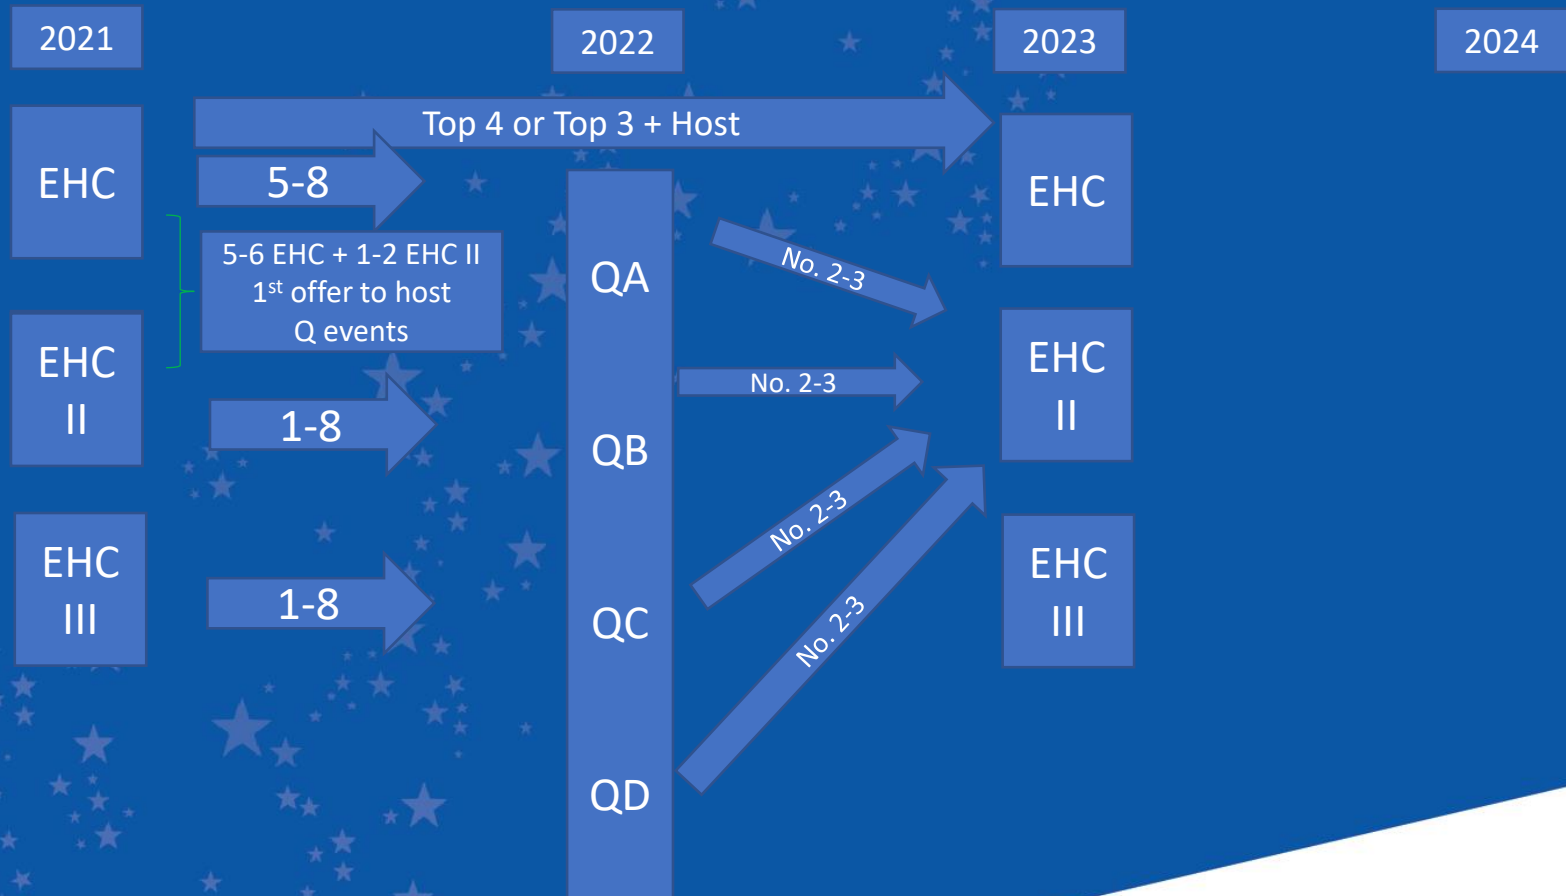 2021
2022
2023
2024
Top 4 or Top 3 + Host
EHC
5-8
EHC
5-6 EHC + 1-2 EHC II
1st offer to host
Q events
QA
No. 2-3
EHC
II
1-8
QB
No. 2-3
EHC
II
EHC
III
1-8
QC
No. 2-3
EHC
III
QD
No. 2-3